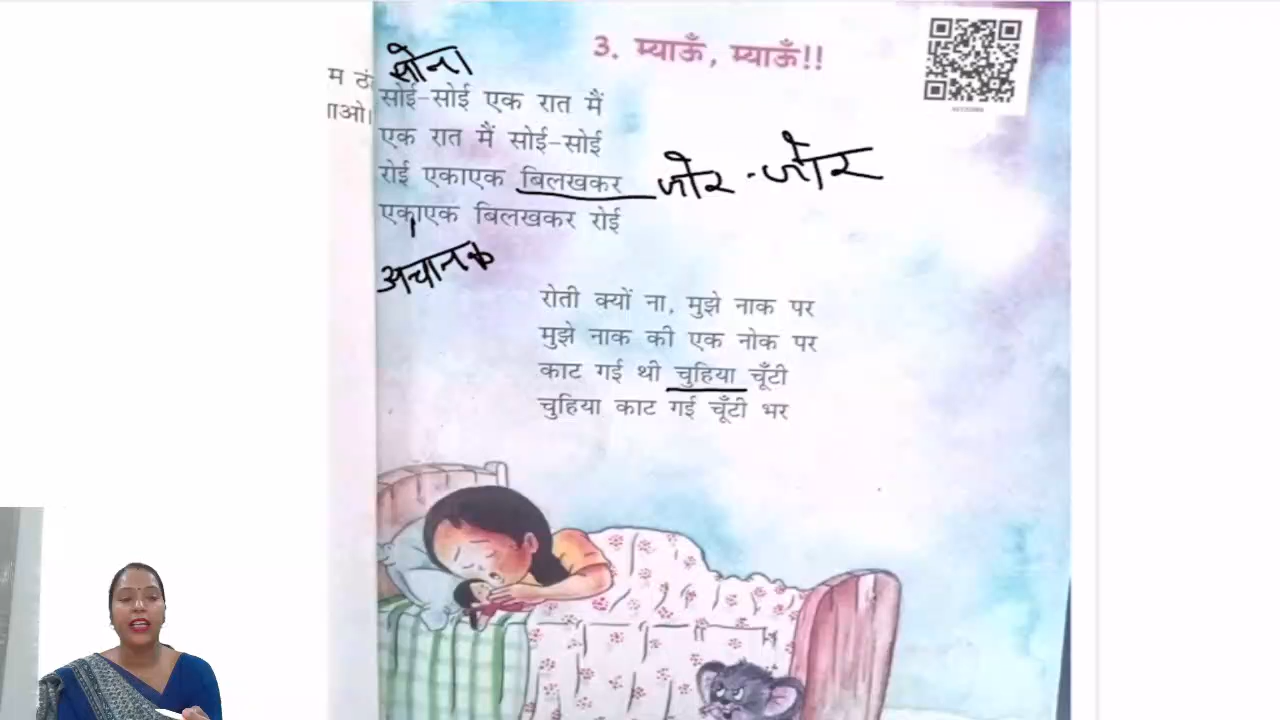 3. म्याऊँ, म्याऊँ!!
सोना
म ठं
ाओ।
सोई-सोई एक रात मैं
एक रात मैं सोई-सोई
रोई एकाएक बिलखकर जोर-जोर
एकाएक बिलखकर रोई
अचानक
रोती क्यों ना, मुझे नाक पर
मुझे नाक की एक नोक पर
काट गई थी चुहिया चूँटी
चुहिया काट गई चूँटी भर